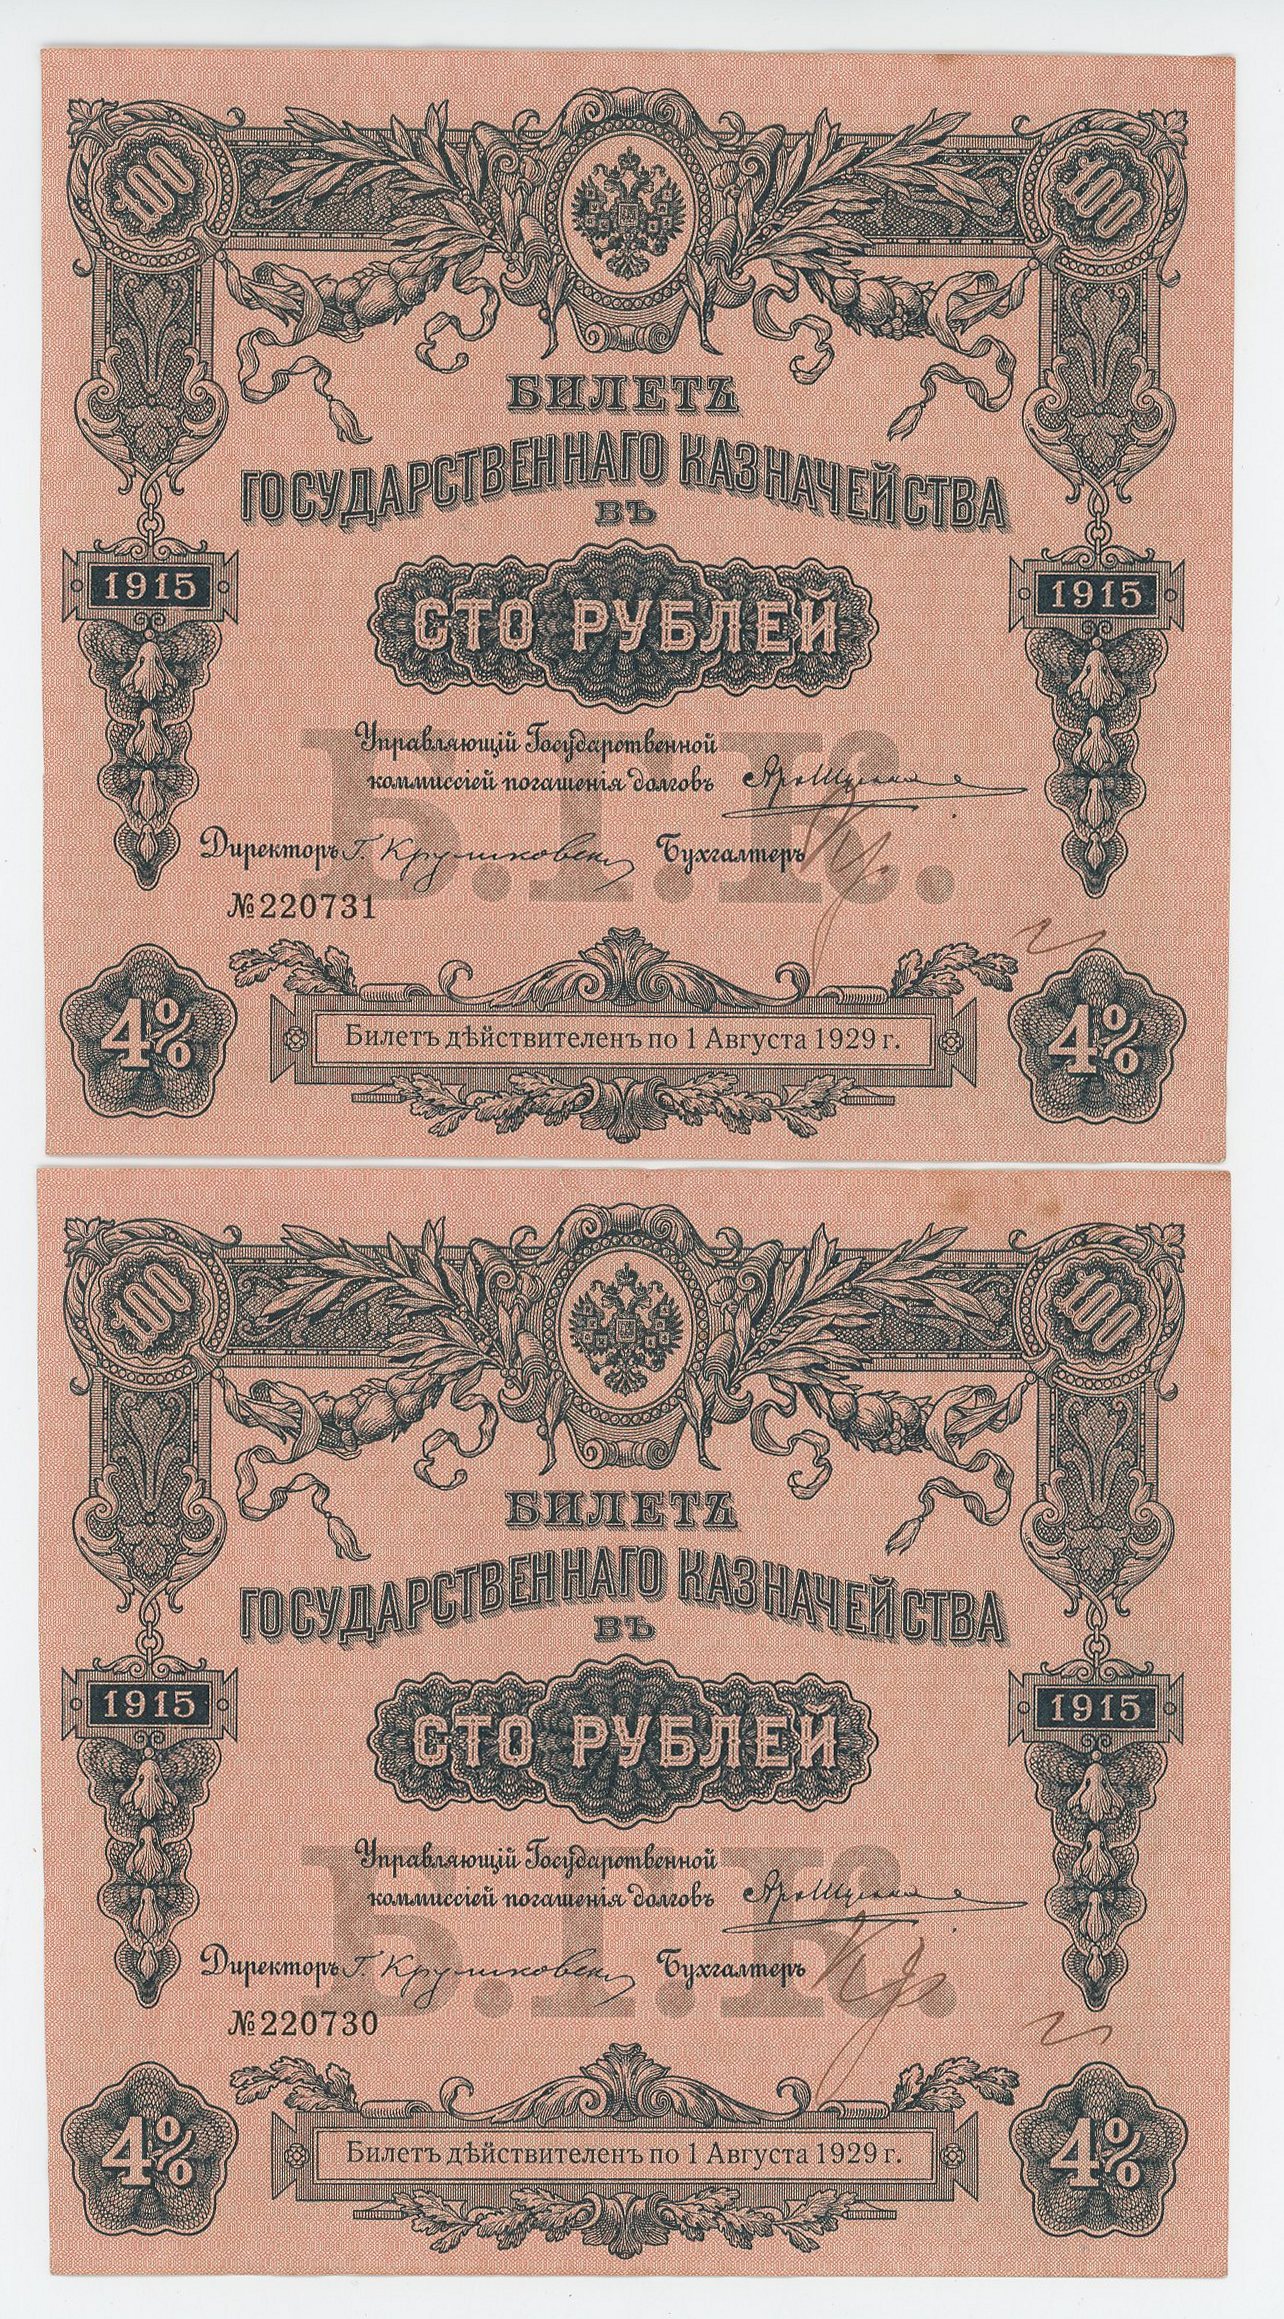 100 100
БИЛЕТЪ
ГОСУДАРСТВЕННАГО КАЗНАЧЕЙСТВА
ВЪ
1915 1915
СТО РУБЛЕЙ
Управляющій Государственной
коммиссіей погашенія долговъ
Б.Г.К.
Директоръ Бухгалтеръ
№220731
4% 4%
Билетъ дѣйствителенъ по 1 Августа 1929 г.
100 100
БИЛЕТЪ
ГОСУДАРСТВЕННАГО КАЗНАЧЕЙСТВА
ВЪ
1915 1915
СТО РУБЛЕЙ
Управляющій Государственной
коммиссіей погашенія долговъ
Б.Г.К.
Директоръ Бухгалтеръ
№220730
4% 4%
Билетъ дѣйствителенъ по 1 Августа 1929 г.